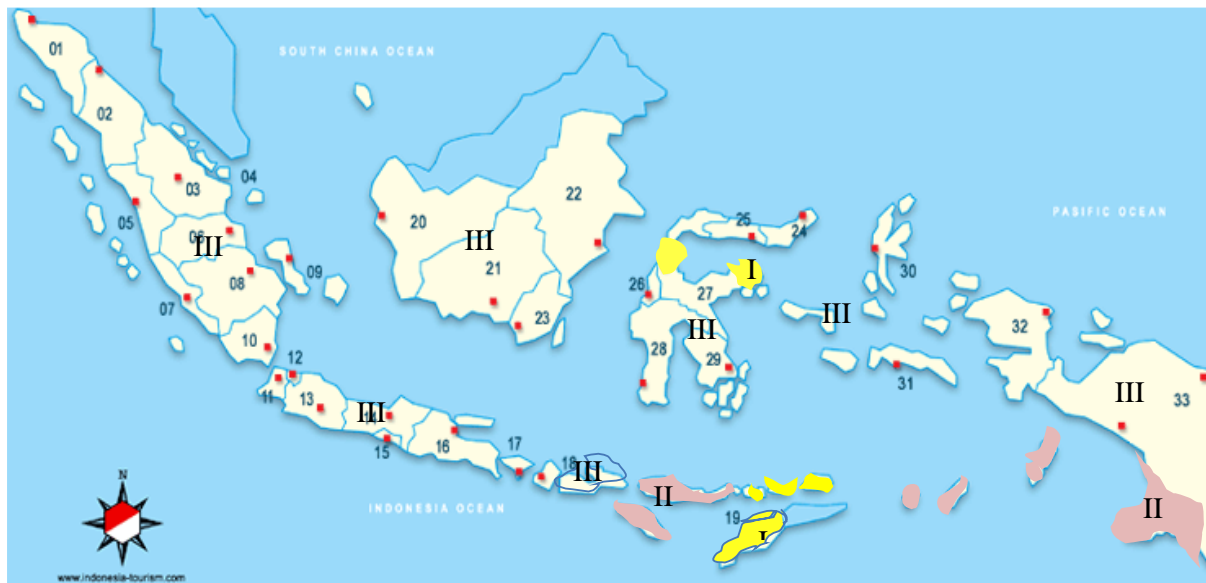 SOUTH CHINA OCEAN
01
02
03
04
05
06
III
07
08
09
10
11
12
13
14
III
15
16
17
18
III
19
I
II
20
21
III
22
23
24
25
26
27
I
28
29
III
III
30
31
32
33
III
II
PASIFIC OCEAN
INDONESIA OCEAN
N
www.indonesia-tourism.com